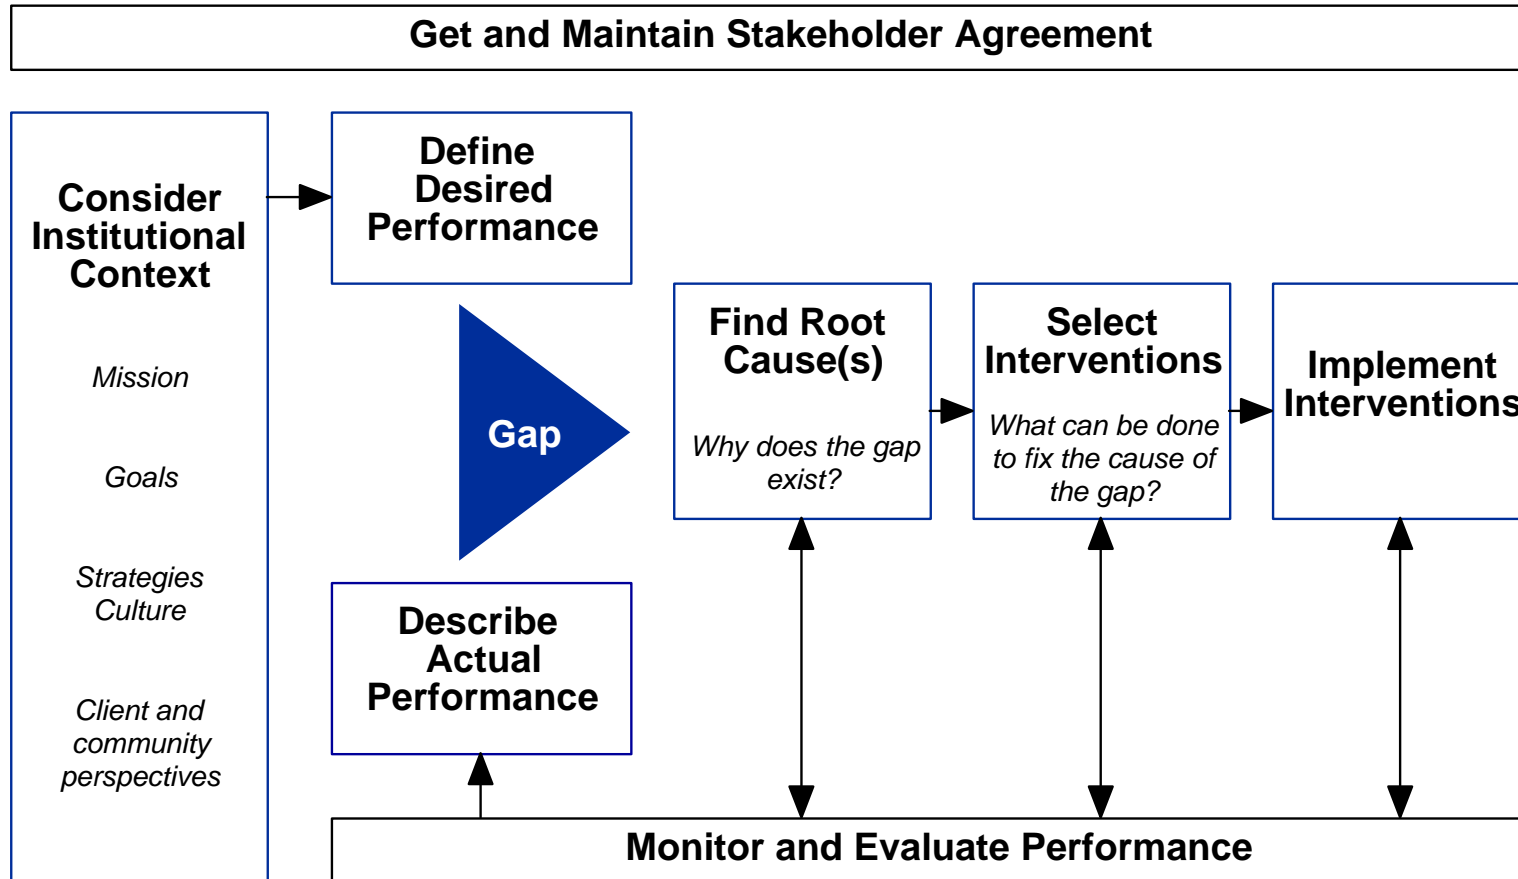 Get and Maintain Stakeholder Agreement
Consider
Institutional
Context
Mission
Goals
Strategies
Culture
Client and
community
perspectives
Define
Desired
Performance
Gap
Describe
Actual
Performance
Find Root
Cause(s)
Why does the gap
exist?
Select
Interventions
What can be done
to fix the cause of
the gap?
Implement
Interventions
Monitor and Evaluate Performance